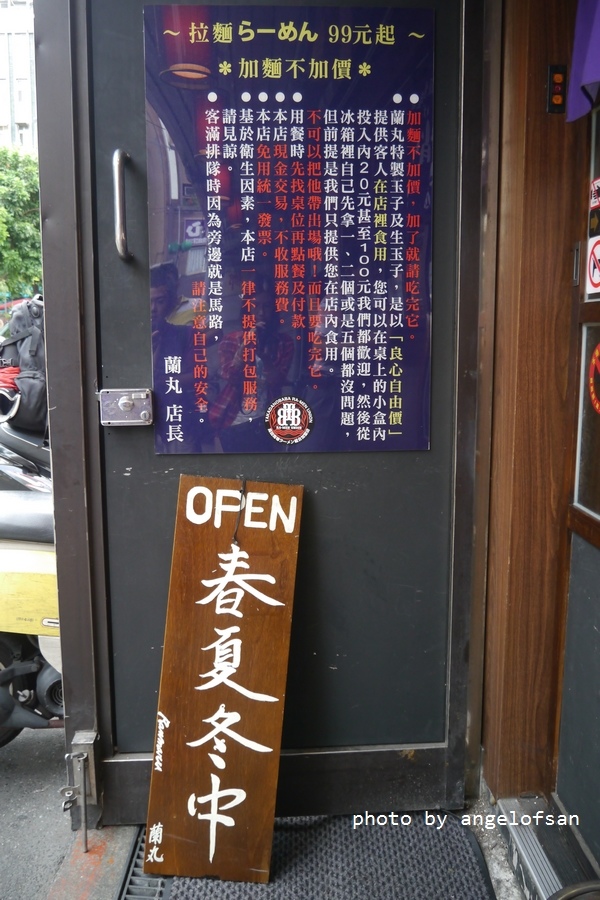 ～ 拉麵らーめん 99元起 ～
＊加麵不加價＊
●加麵不加價，加了就請吃完它。
●蘭丸特製玉子及生玉子，是以「良心自由價」
提供客人在店裡食用，您可以在桌上的小盒內
投入內20元甚至100元我們都歡迎，然後從
冰箱裡自己先拿一、二個或是五個都沒問題，
但前提是我們只提供您在店內食用。
不可以把他帶出場哦！而且要吃完它。
●用餐時先找桌位再點餐及付款。
●本店現金交易，不收服務費。
●本店免用統一發票。
●基於衛生因素，本店一律不提供打包服務，
請見諒。
●客滿排隊時因為旁邊就是馬路，
請注意自己的安全。
蘭丸 店長
OPEN
春夏冬中
蘭丸
photo by angelofsan